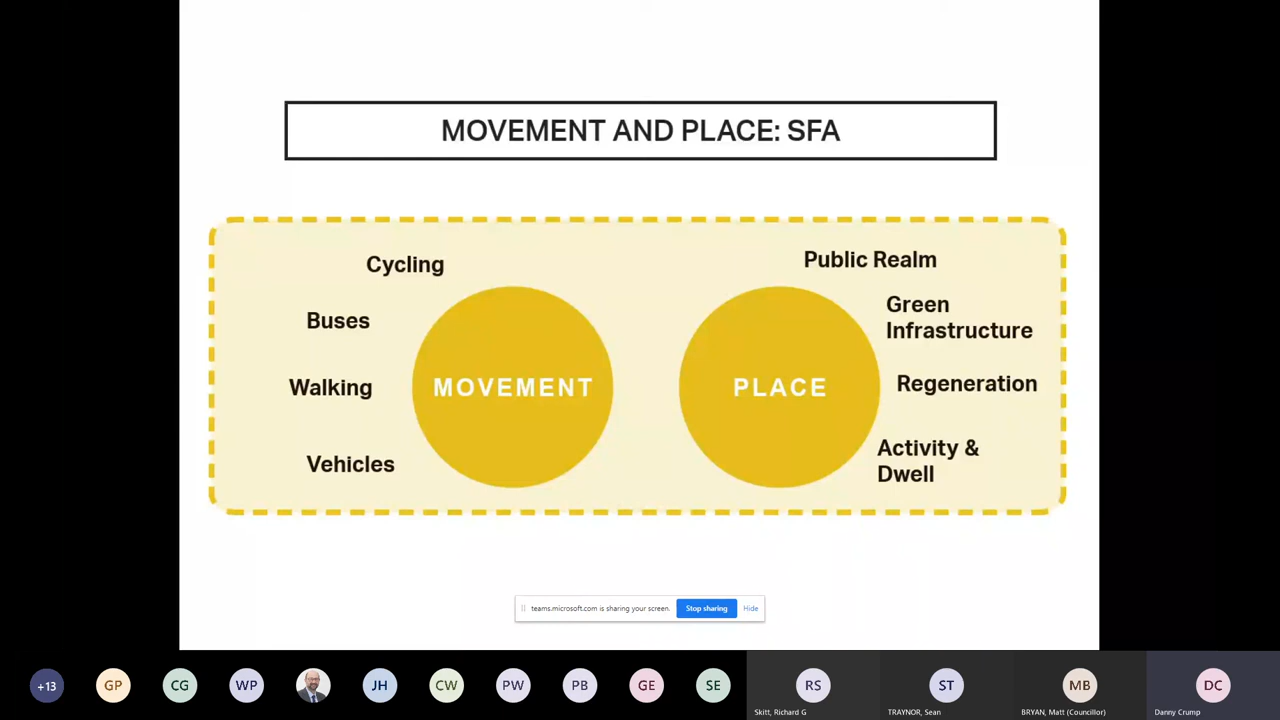 MOVEMENT AND PLACE: SFA
Cycling
Buses
Walking
Vehicles
MOVEMENT
PLACE
Public Realm
Green
Infrastructure
Regeneration
Activity &
Dwell
teams.microsoft.com is sharing your screen.
Stop sharing
Hide
+13
GP
CG
WP
JH
CW
PW
PB
GE
SE
RS
Skitt, Richard G
ST
TRAYNOR, Sean
MB
BRYAN, Matt (Councillor)
DC
Danny Crump